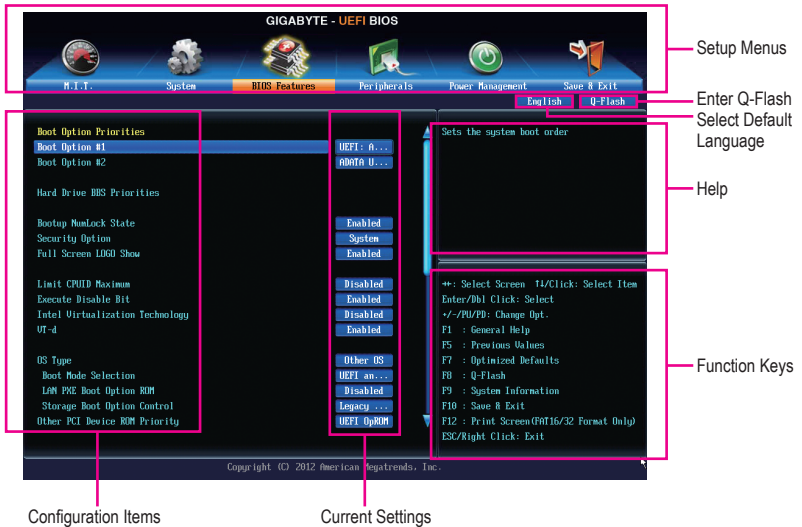 GIGABYTE - UEFI BIOS
M.I.T. System BIOS Features Peripherals Power Management Save & Exit
Setup Menus
English Q-Flash
Enter Q-Flash
Select Default
Language
Boot Option Priorities
Boot Option #1 UEFI: A...
Boot Option #2 ADATA U...
Hard Drive BBS Priorities
Bootup NumLock State Enabled
Security Option System
Full Screen LOGO Show Enabled
Limit CPUID Maximum Disabled
Execute Disable Bit Enabled
Intel Virtualization Technology Disabled
VT-d Enabled
OS Type Other OS
Boot Mode Selection UEFI an...
LAN PXE Boot Option ROM Disabled
Storage Boot Option Control Legacy ...
Other PCI Device ROM Priority UEFI OpROM
Sets the system boot order
Help
→←: Select Screen ↑↓/Click: Select Item
Enter/Dbl Click: Select
+/-/PU/PD: Change Opt.
F1 : General Help
F5 : Previous Values
F7 : Optimized Defaults
F8 : Q-Flash
F9 : System Information
F10 : Save & Exit
F12 : Print Screen(FAT16/32 Format Only)
ESC/Right Click: Exit
Function Keys
Copyright (C) 2012 American Megatrends, Inc.
Configuration Items
Current Settings